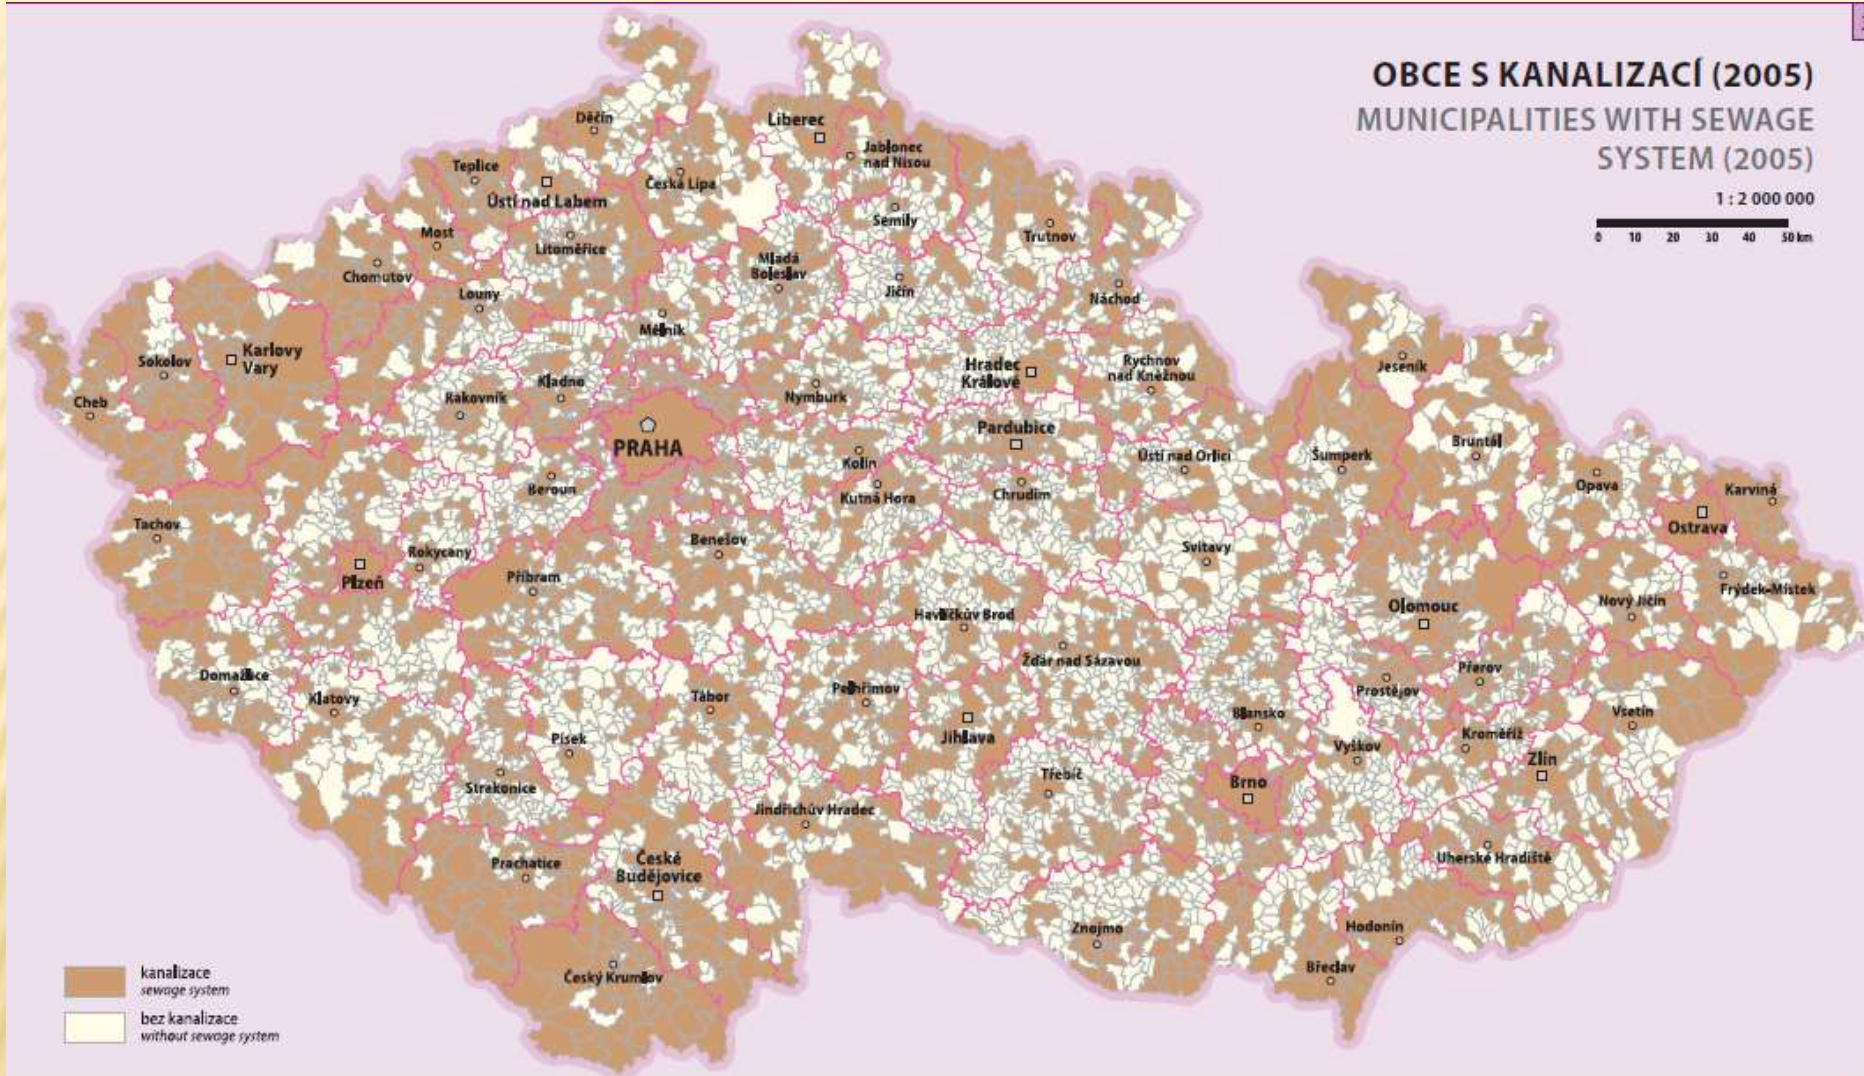 OBCE S KANALIZACÍ (2005)
MUNICIPALITIES WITH SEWAGE
SYSTEM (2005)
1 : 2 000 000
0 10 20 30 40 50 km
Děčín
Liberec
Jablonec
nad Nisou
Teplice
Česká Lípa
Ústí nad Labem
Semily
Most
Litoměřice
Trutnov
Chomutov
Mladá
Boleslav
Jičín
Louny
Náchod
Mělník
Sokolov
Karlovy
Vary
Hradec
Králové
Rychnov
nad Kněžnou
Jeseník
Kladno
Cheb
Rakovník
Nymburk
PRAHA
Pardubice
Bruntál
Kolín
Ústí nad Orlicí
Šumperk
Beroun
Kutná Hora
Chrudim
Opava
Karviná
Tachov
Ostrava
Benešov
Svitavy
Rokycany
Plzeň
Příbram
Frýdek-Místek
Nový Jičín
Olomouc
Havlíčkův Brod
Žďár nad Sázavou
Přerov
Domažlice
Klatovy
Tábor
Pelhřimov
Prostějov
Blansko
Vsetín
Písek
Jihlava
Vyškov
Kroměříž
Zlín
Třebíč
Brno
Strakonice
Jindřichův Hradec
Prachatice
České
Budějovice
Uherské Hradiště
Znojmo
Hodonín
Břeclav
Český Krumlov
kanalizace
sewage system
bez kanalizace
without sewage system